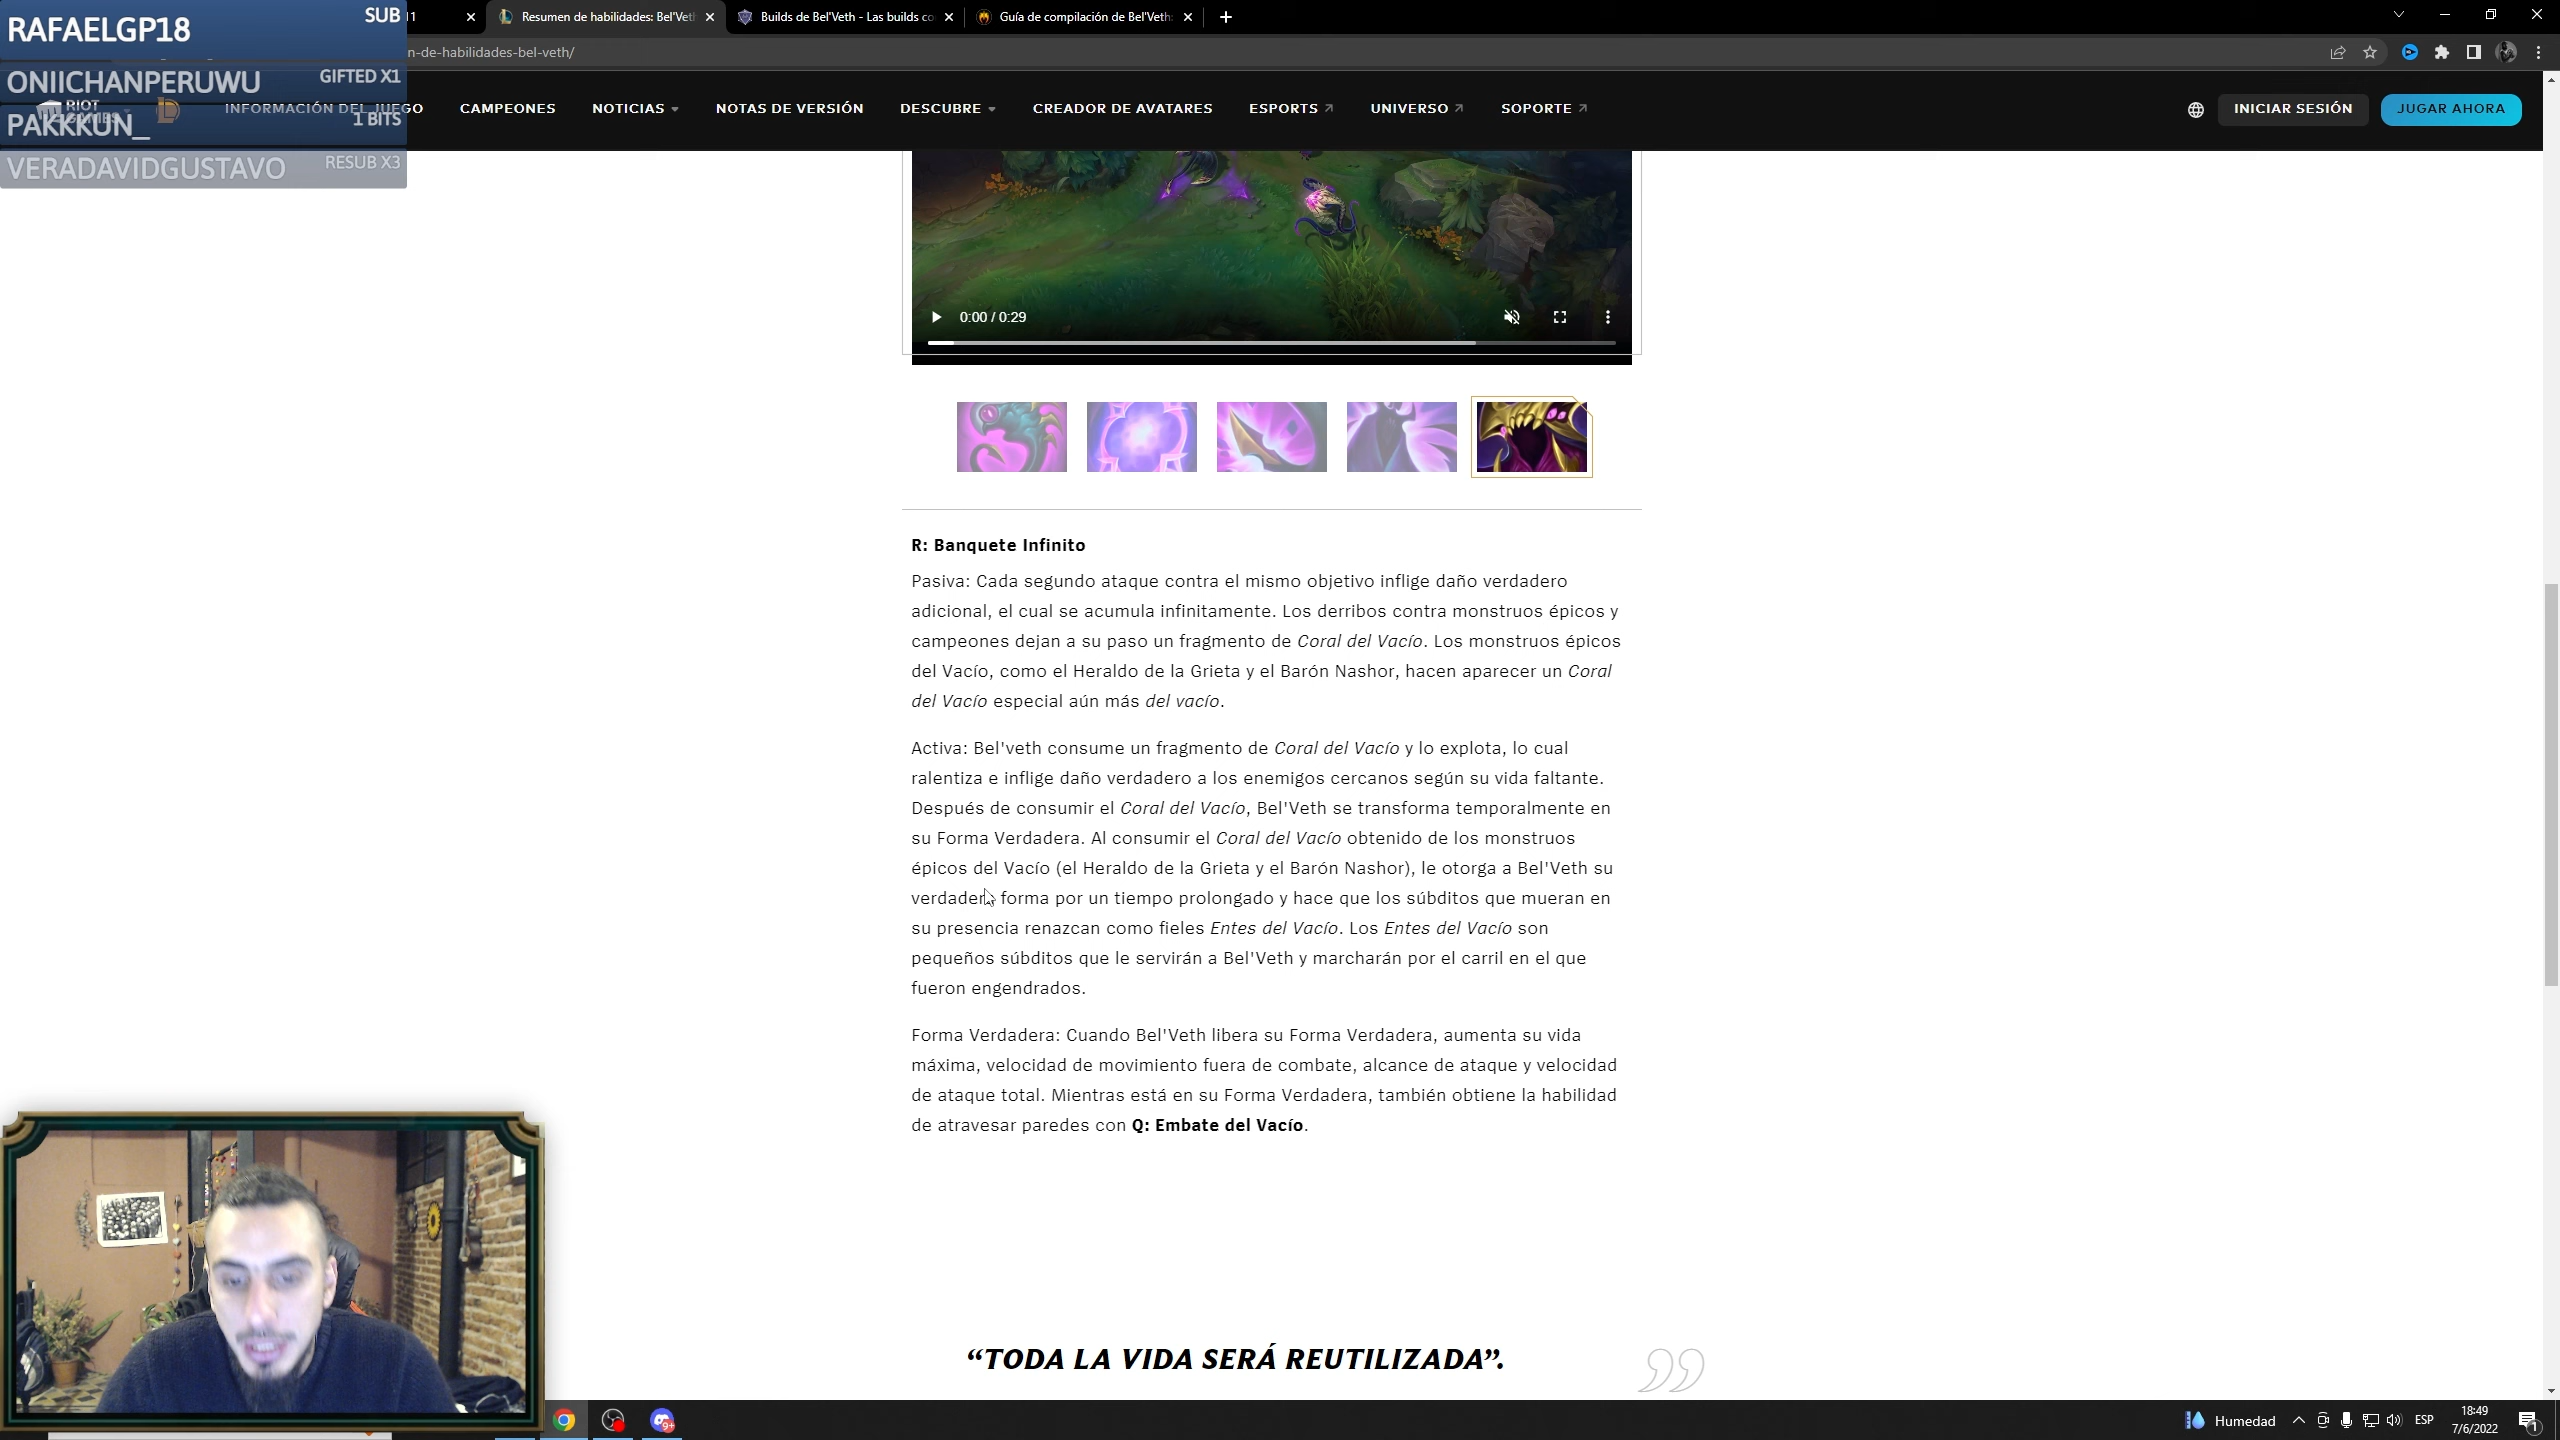 RAFAELGP18 SUB
ONIICHANPERUWU GIFTED X1
PAKKKUN_ 1 BITS
VERADAVIDGUSTAVO RESUB X3
Resumen de habilidades: Bel'Vet
Builds de Bel'Veth - Las builds co
Guía de compilación de Bel'Veth:
n-de-habilidades-bel-veth/
RIOT GAMES
INFORMACIÓN DEL JUEGO CAMPEONES NOTICIAS NOTAS DE VERSIÓN DESCUBRE CREADOR DE AVATARES ESPORTS UNIVERSO SOPORTE INICIAR SESIÓN JUGAR AHORA
0:00 / 0:29
R: Banquete Infinito
Pasiva: Cada segundo ataque contra el mismo objetivo inflige daño verdadero
adicional, el cual se acumula infinitamente. Los derribos contra monstruos épicos y
campeones dejan a su paso un fragmento de Coral del Vacío. Los monstruos épicos
del Vacío, como el Heraldo de la Grieta y el Barón Nashor, hacen aparecer un Coral
del Vacío especial aún más del vacío.
Activa: Bel'veth consume un fragmento de Coral del Vacío y lo explota, lo cual
ralentiza e inflige daño verdadero a los enemigos cercanos según su vida faltante.
Después de consumir el Coral del Vacío, Bel'Veth se transforma temporalmente en
su Forma Verdadera. Al consumir el Coral del Vacío obtenido de los monstruos
épicos del Vacío (el Heraldo de la Grieta y el Barón Nashor), le otorga a Bel'Veth su
verdadera forma por un tiempo prolongado y hace que los súbditos que mueran en
su presencia renazcan como fieles Entes del Vacío. Los Entes del Vacío son
pequeños súbditos que le servirán a Bel'Veth y marcharán por el carril en el que
fueron engendrados.
Forma Verdadera: Cuando Bel'Veth libera su Forma Verdadera, aumenta su vida
máxima, velocidad de movimiento fuera de combate, alcance de ataque y velocidad
de ataque total. Mientras está en su Forma Verdadera, también obtiene la habilidad
de atravesar paredes con Q: Embate del Vacío.
“TODA LA VIDA SERÁ REUTILIZADA”.
Humedad
ESP
18:49
7/6/2022